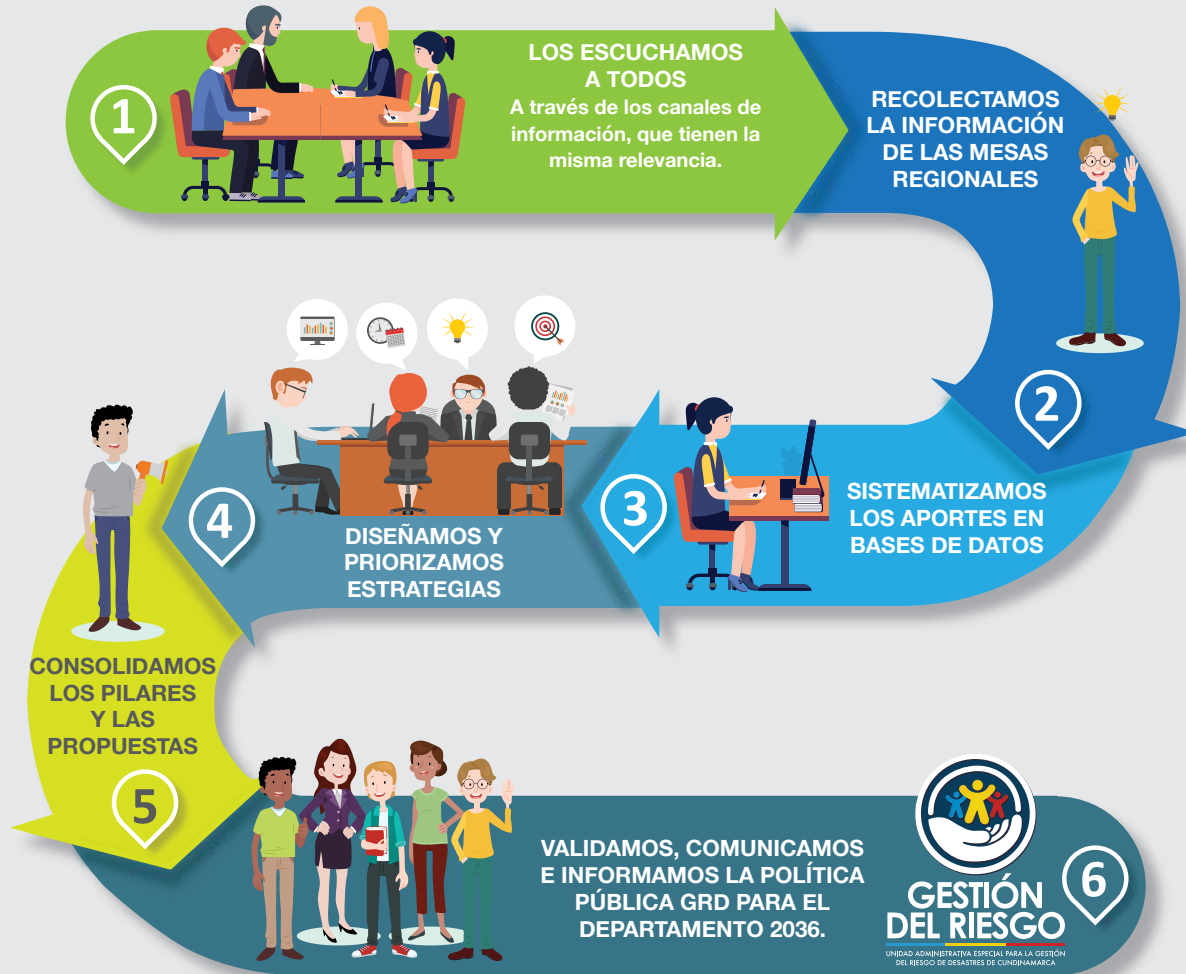 1
LOS ESCUCHAMOS
A TODOS
A través de los canales de
información, que tienen la
misma relevancia.
RECOLECTAMOS
LA INFORMACIÓN
DE LAS MESAS
REGIONALES
2
3
SISTEMATIZAMOS
LOS APORTES EN
BASES DE DATOS
4
DISEÑAMOS Y
PRIORIZAMOS
ESTRATEGIAS
CONSOLIDAMOS
LOS PILARES
Y LAS
PROPUESTAS
5
VALIDAMOS, COMUNICAMOS
E INFORMAMOS LA POLÍTICA
PÚBLICA GRD PARA EL
DEPARTAMENTO 2036.
GESTIÓN
DEL RIESGO
UNIDAD ADMINISTRATIVA ESPECIAL PARA LA GESTIÓN
DEL RIESGO DE DESASTRES DE CUNDINAMARCA
6